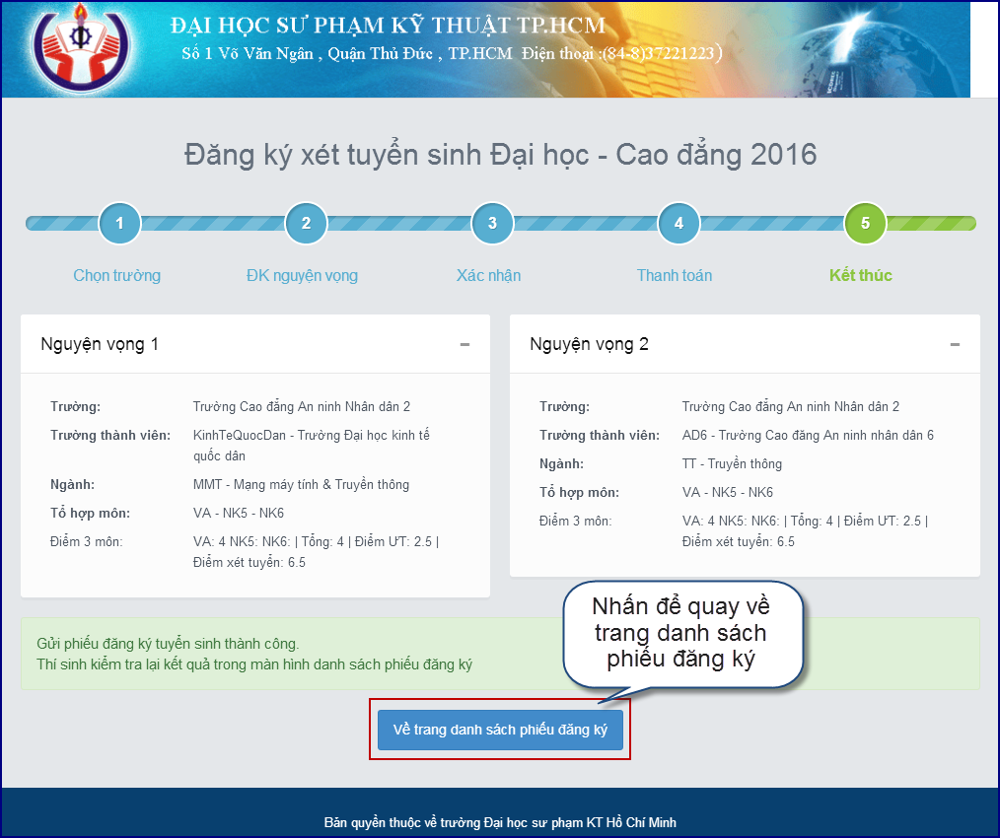 ĐẠI HỌC SƯ PHẠM KỸ THUẬT TP.HCM
Số 1 Võ Văn Ngân , Quận Thủ Đức , TP.HCM Điện thoại :(84-8)37221223)
Đăng ký xét tuyển sinh Đại học - Cao đẳng 2016
1 2 3 4 5
Chọn trường ĐK nguyện vọng Xác nhận Thanh toán Kết thúc
Nguyện vọng 1
Trường: Trường Cao đẳng An ninh Nhân dân 2
Trường thành viên: KinhTeQuocDan - Trường Đại học kinh tế
quốc dân
Ngành: MMT - Mạng máy tính & Truyền thông
Tổ hợp môn: VA - NK5 - NK6
Điểm 3 môn: VA: 4 NK5: NK6: | Tổng: 4 | Điểm ƯT: 2.5 |
Điểm xét tuyển: 6.5
Nguyện vọng 2
Trường: Trường Cao đẳng An ninh Nhân dân 2
Trường thành viên: AD6 - Trường Cao đăng An ninh nhân dân 6
Ngành: TT - Truyền thông
Tổ hợp môn: VA - NK5 - NK6
Điểm 3 môn: VA: 4 NK5: NK6: | Tổng: 4 | Điểm ƯT: 2.5 |
Điểm xét tuyển: 6.5
Gửi phiếu đăng ký tuyển sinh thành công.
Thí sinh kiểm tra lại kết quả trong màn hình danh sách phiếu đăng ký
Nhấn để quay về
trang danh sách
phiếu đăng ký
Về trang danh sách phiếu đăng ký
Bản quyền thuộc về trường Đại học sư phạm KT Hồ Chí Minh